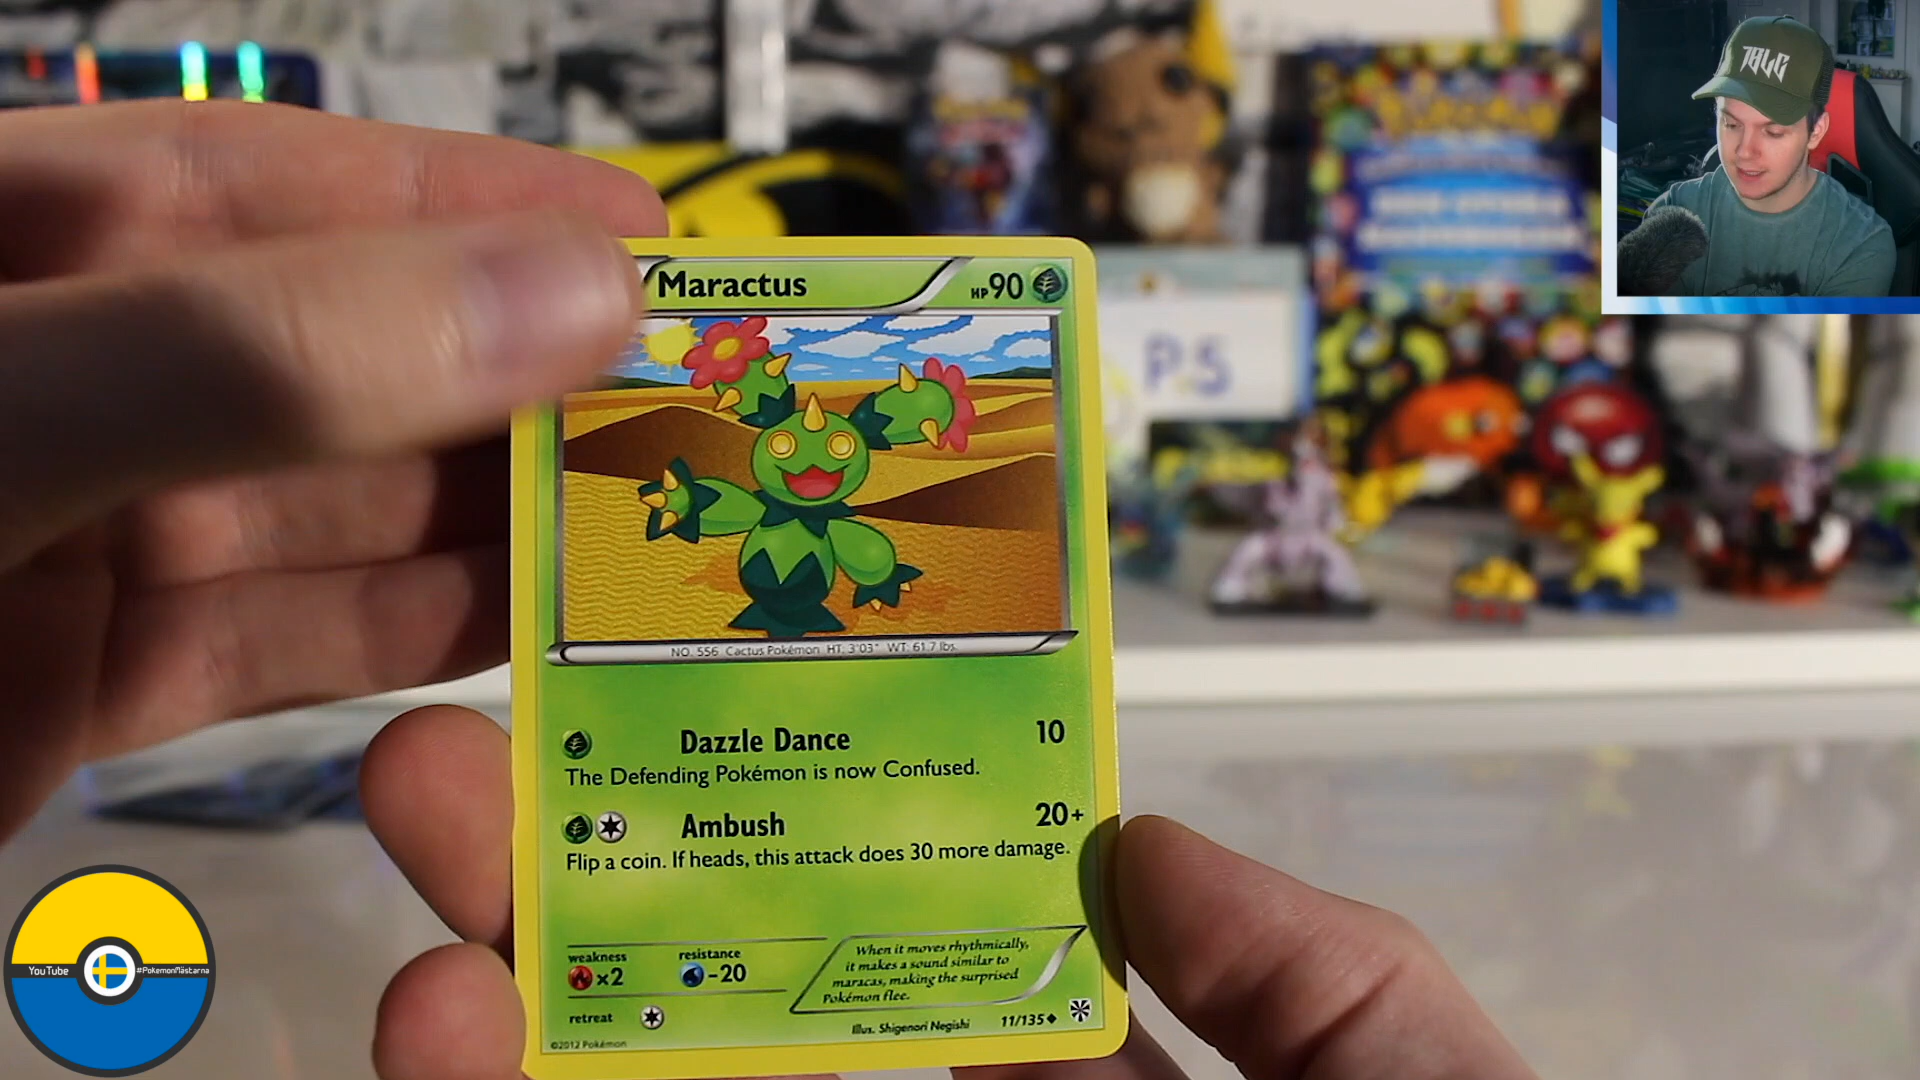 7BLC
Maractus
HP 90
P.S
NO. 556 Cactus Pokémon HT: 3'03" WT: 61.7 lbs.
Dazzle Dance 10
The Defending Pokémon is now Confused.
Ambush 20+
Flip a coin. If heads, this attack does 30 more damage.
weakness resistance
×2 -20
When it moves rhythmically,
it makes a sound similar to
maracas, making the surprised
Pokémon flee.
retreat
Illus. Shigenori Negishi 11/135
©2012 Pokémon
YouTube #PokemonMästarna